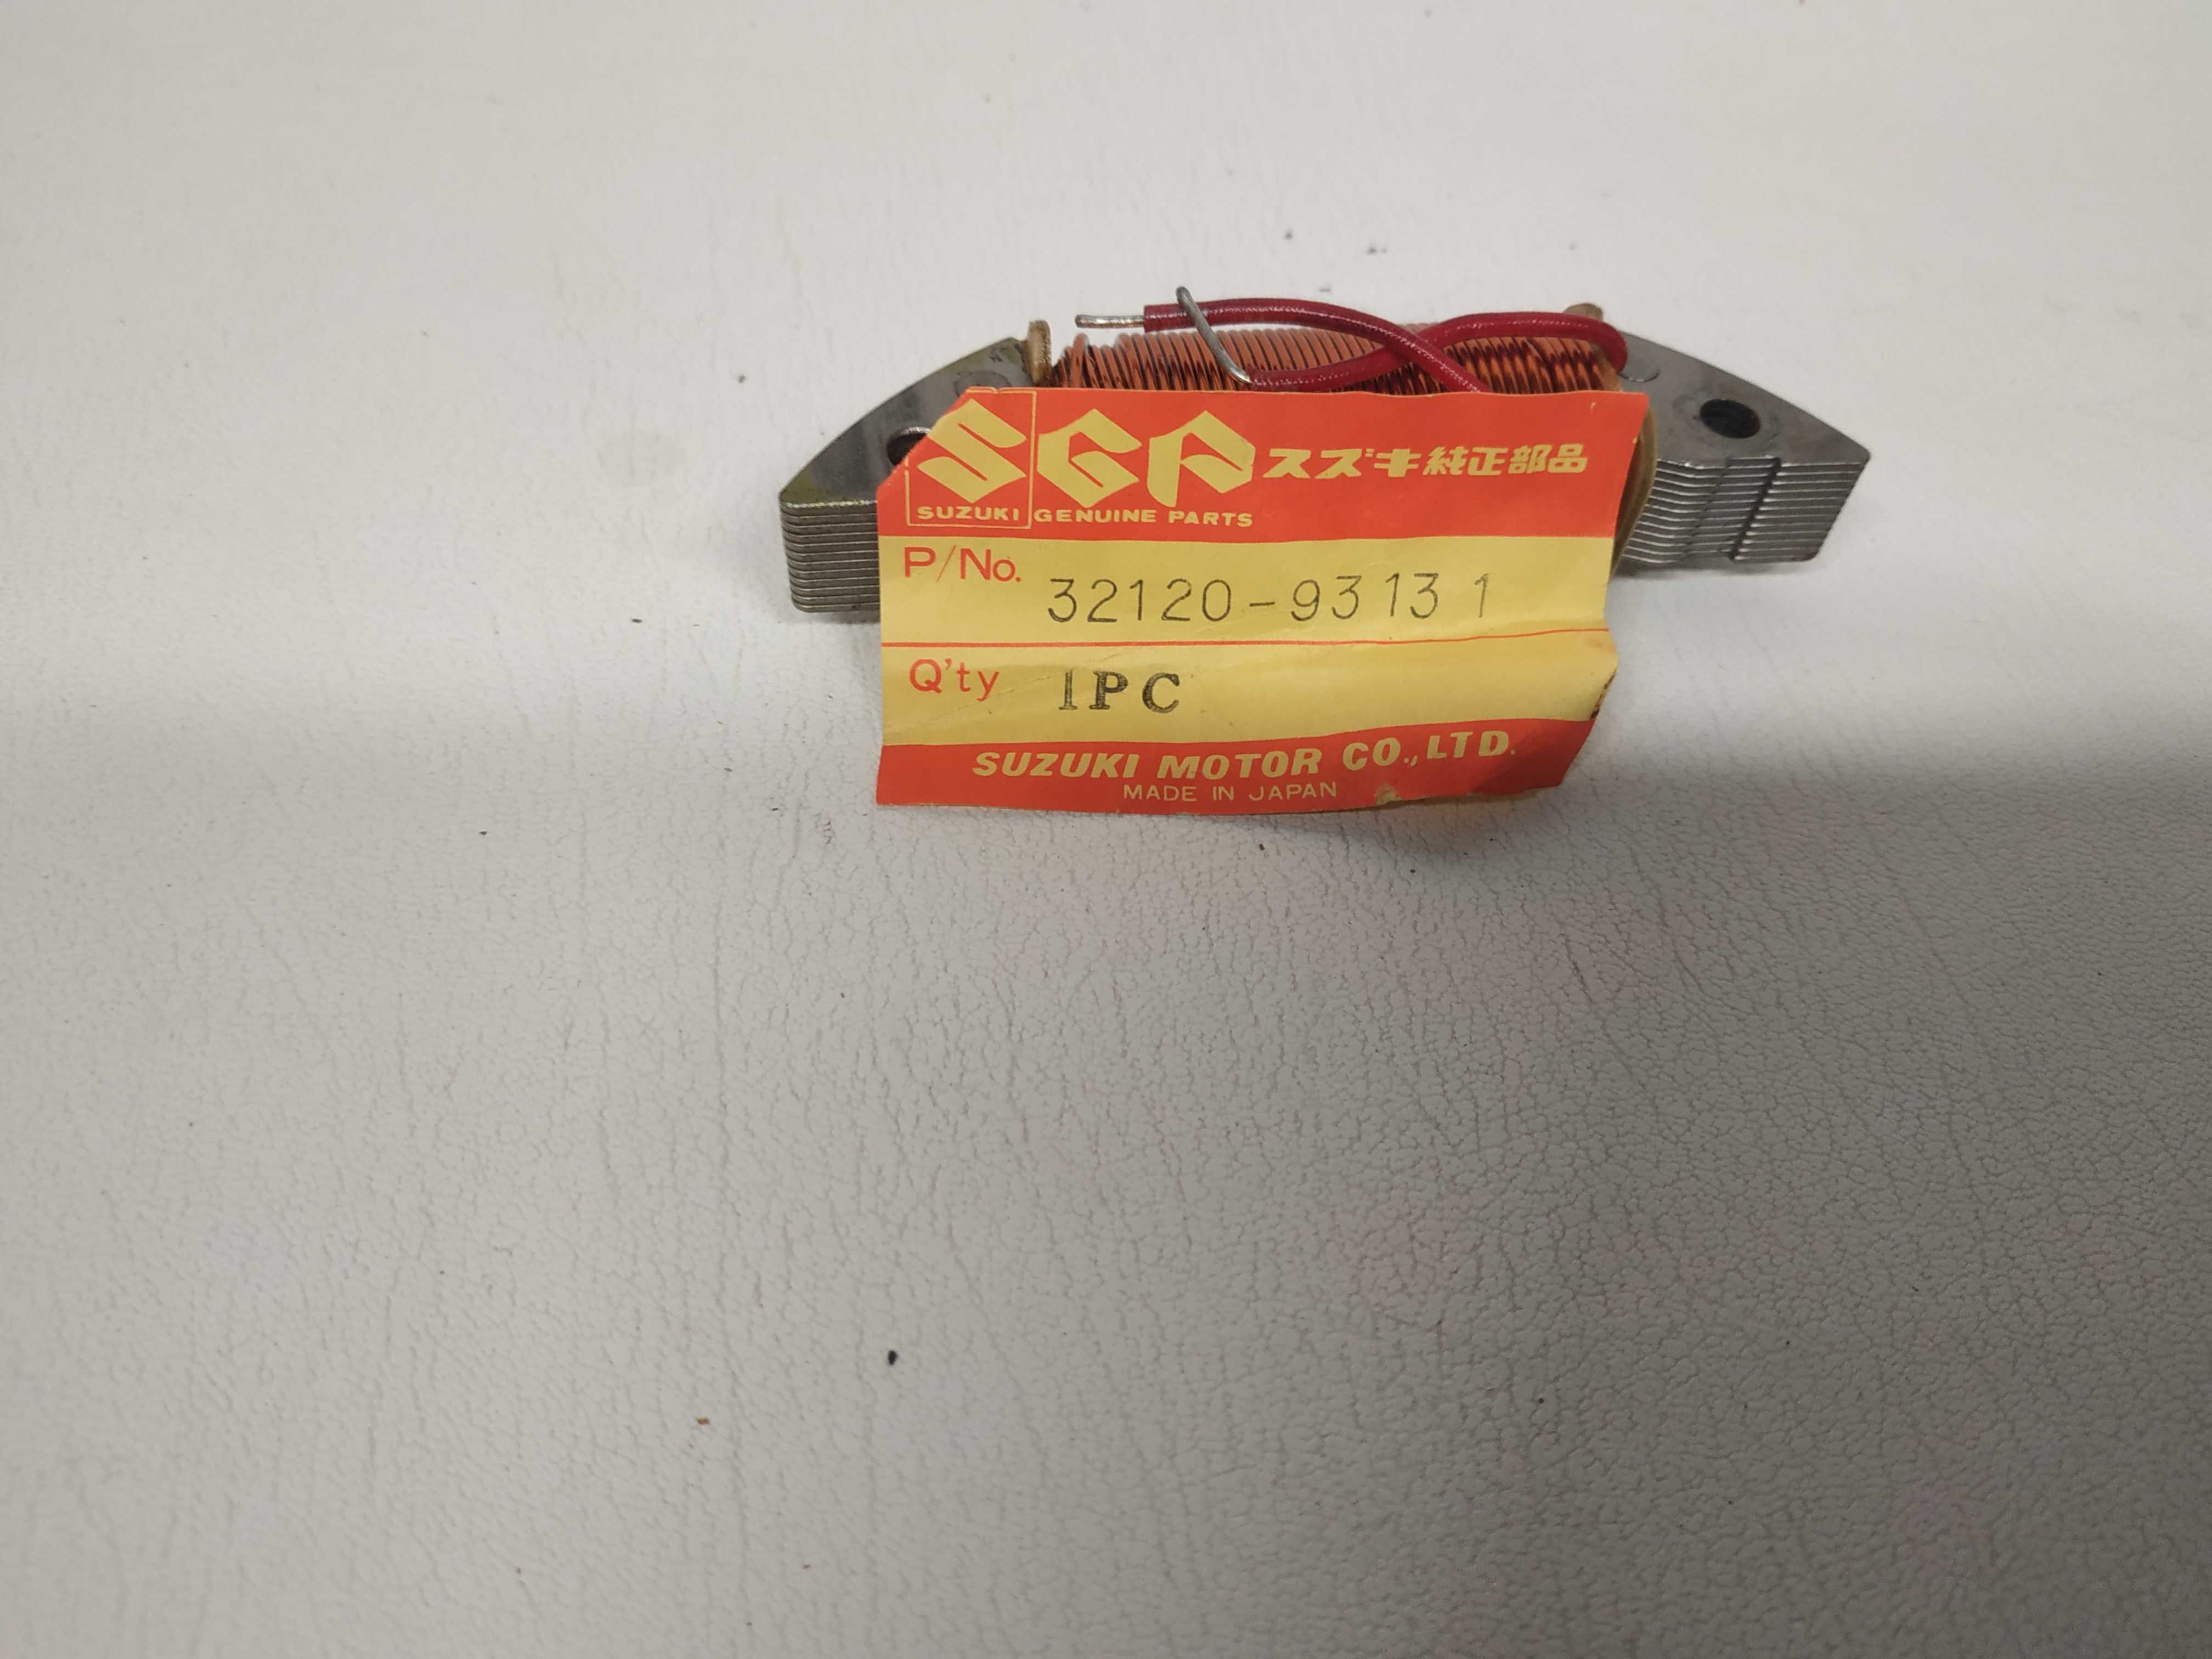 SGP スズキ純正部品
SUZUKI GENUINE PARTS
P/No. 32120-93131
Q'ty 1PC
SUZUKI MOTOR CO.,LTD.
MADE IN JAPAN